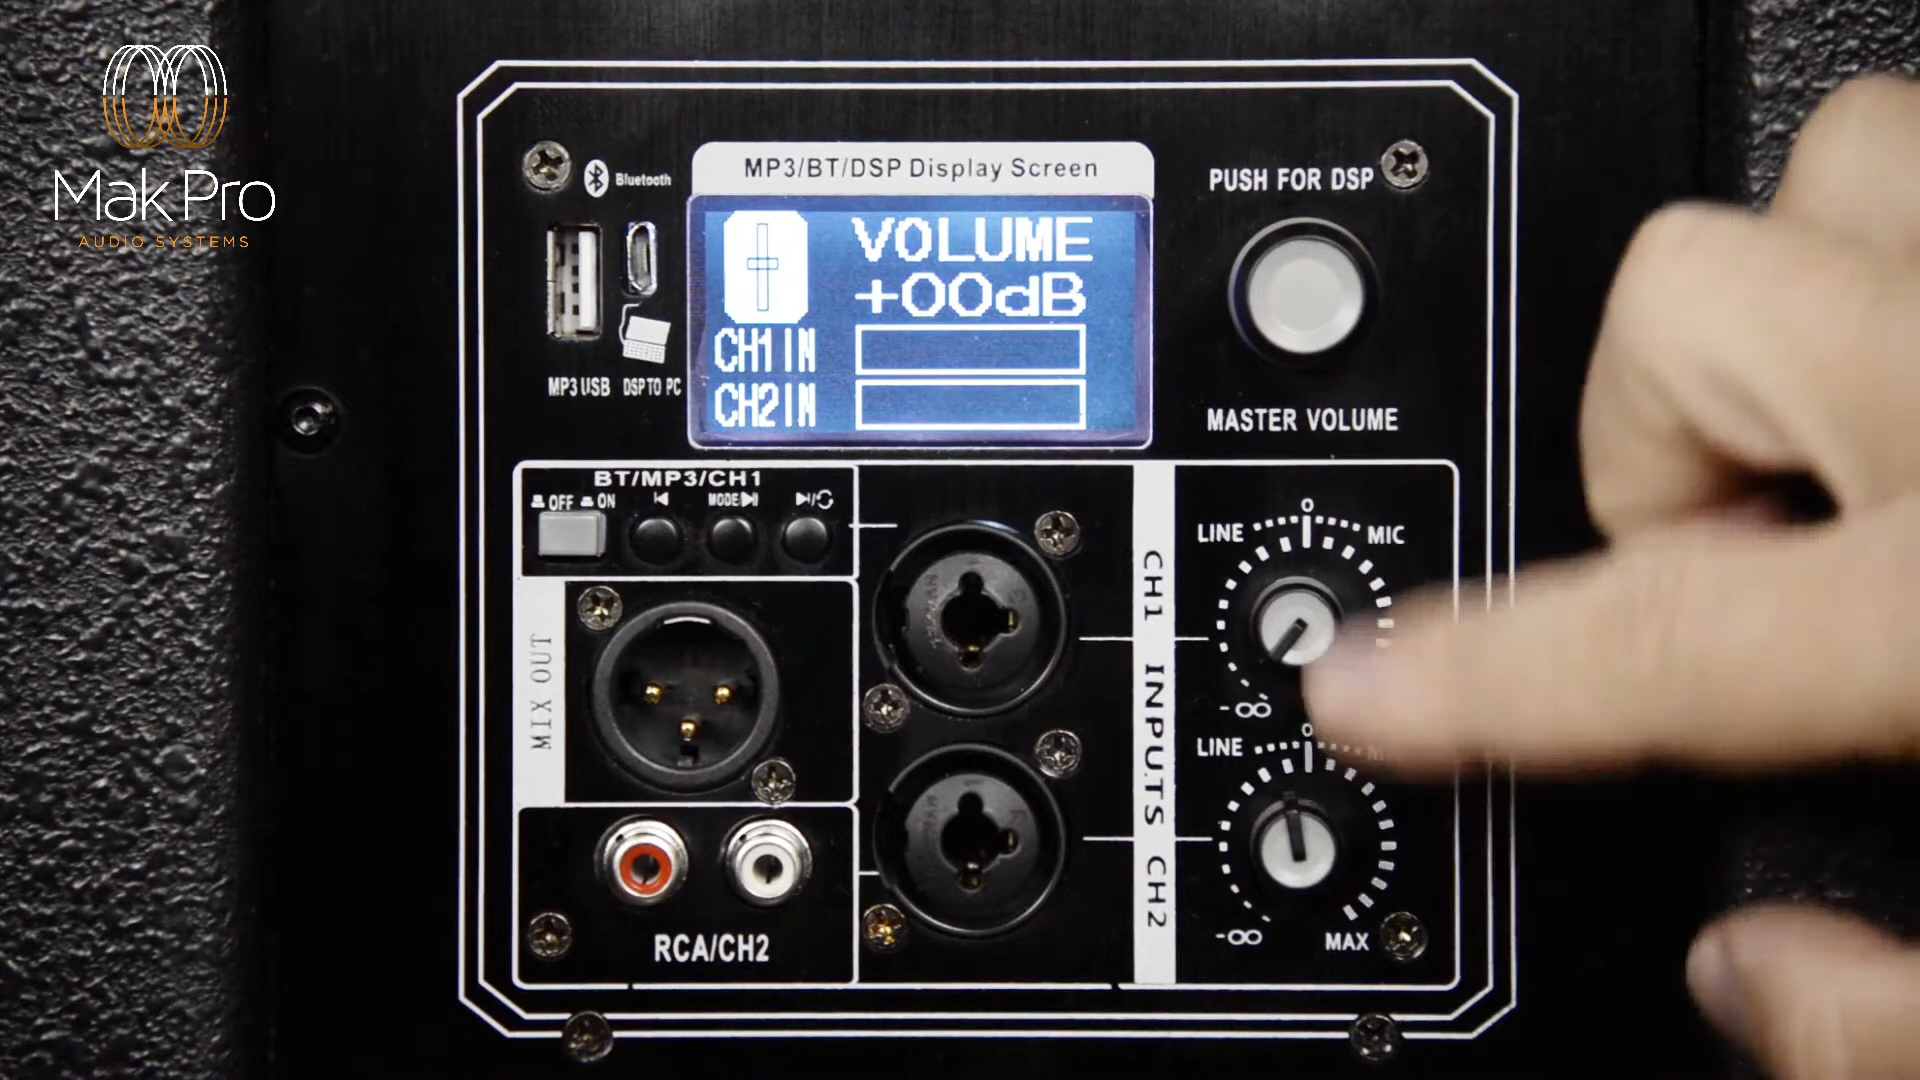 Mak Pro
AUDIO SYSTEMS
Bluetooth
MP3/BT/DSP Display Screen
PUSH FOR DSP
VOLUME
+00dB
CH1 IN
CH2 IN
MP3 USB
DSP TO PC
MASTER VOLUME
BT/MP3/CH1
OFF ON
MODE
MIX OUT
RCA/CH2
CH1 INPUTS CH2
0
LINE MIC
-∞
0
LINE
-∞
MAX